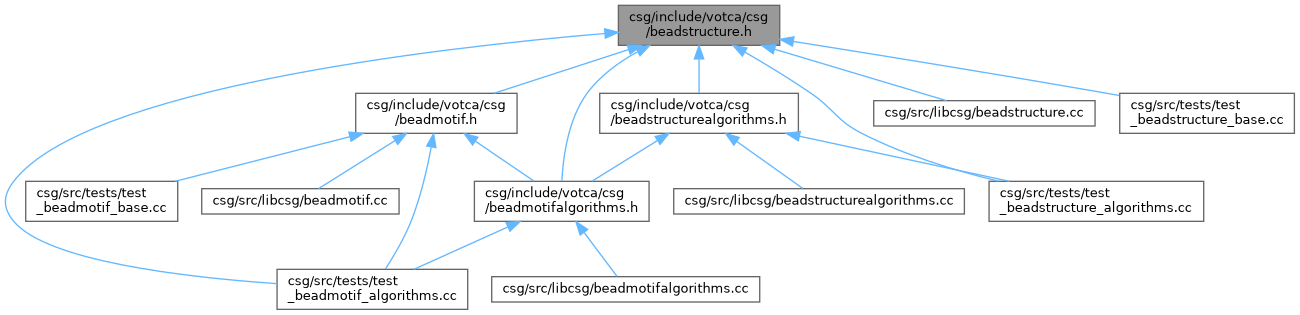 csg/include/votca/csg
/beadstructure.h
csg/include/votca/csg
/beadmotif.h
csg/include/votca/csg
/beadstructurealgorithms.h
csg/src/libcsg/beadstructure.cc
csg/src/tests/test
_beadstructure_base.cc
csg/src/tests/test
_beadmotif_base.cc
csg/src/libcsg/beadmotif.cc
csg/include/votca/csg
/beadmotifalgorithms.h
csg/src/libcsg/beadstructurealgorithms.cc
csg/src/tests/test
_beadstructure_algorithms.cc
csg/src/tests/test
_beadmotif_algorithms.cc
csg/src/libcsg/beadmotifalgorithms.cc